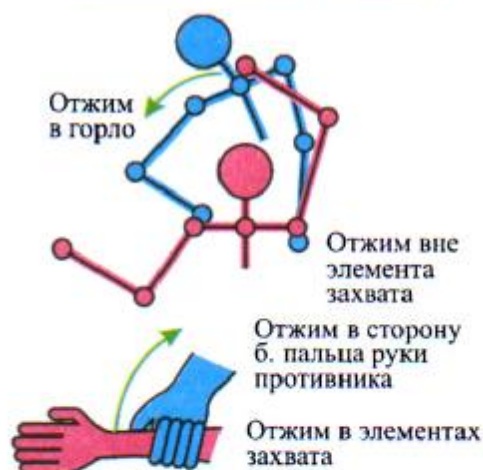 Отжим
в горло
Отжим вне
элемента
захвата
Отжим в сторону
б. пальца руки
противника
Отжим в элементах
захвата